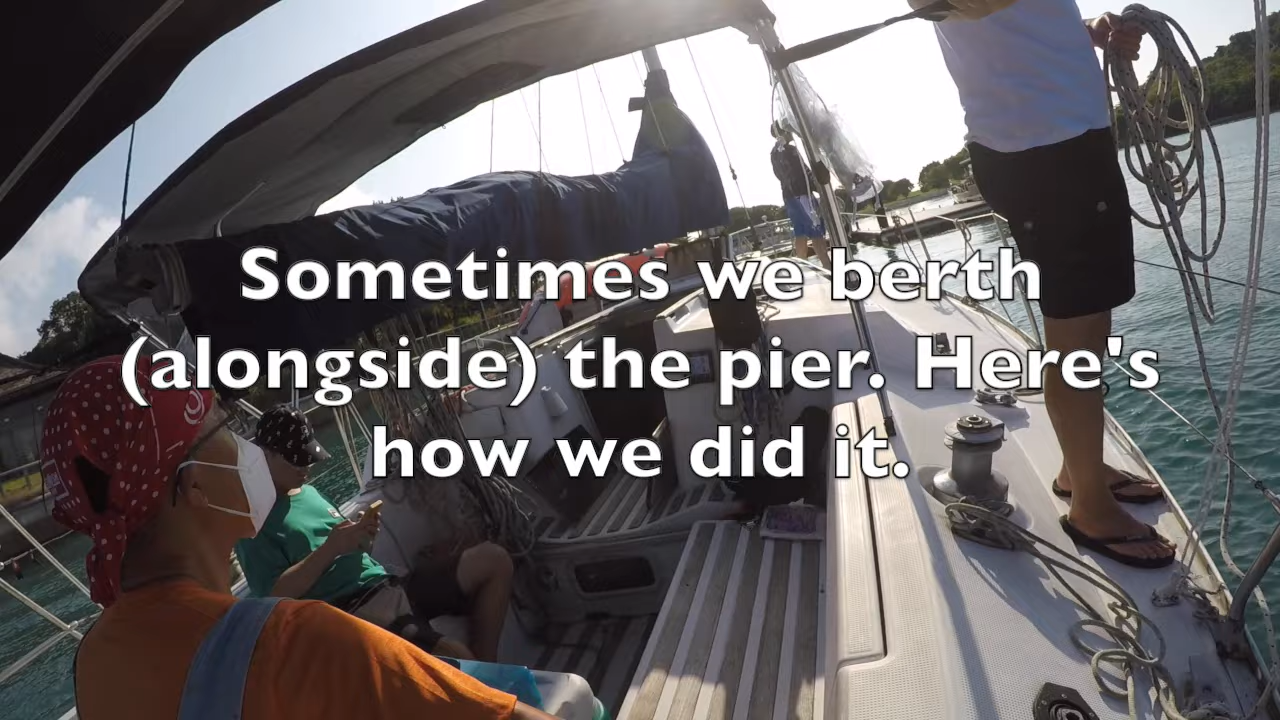 Sometimes we berth
(alongside) the pier. Here's
how we did it.